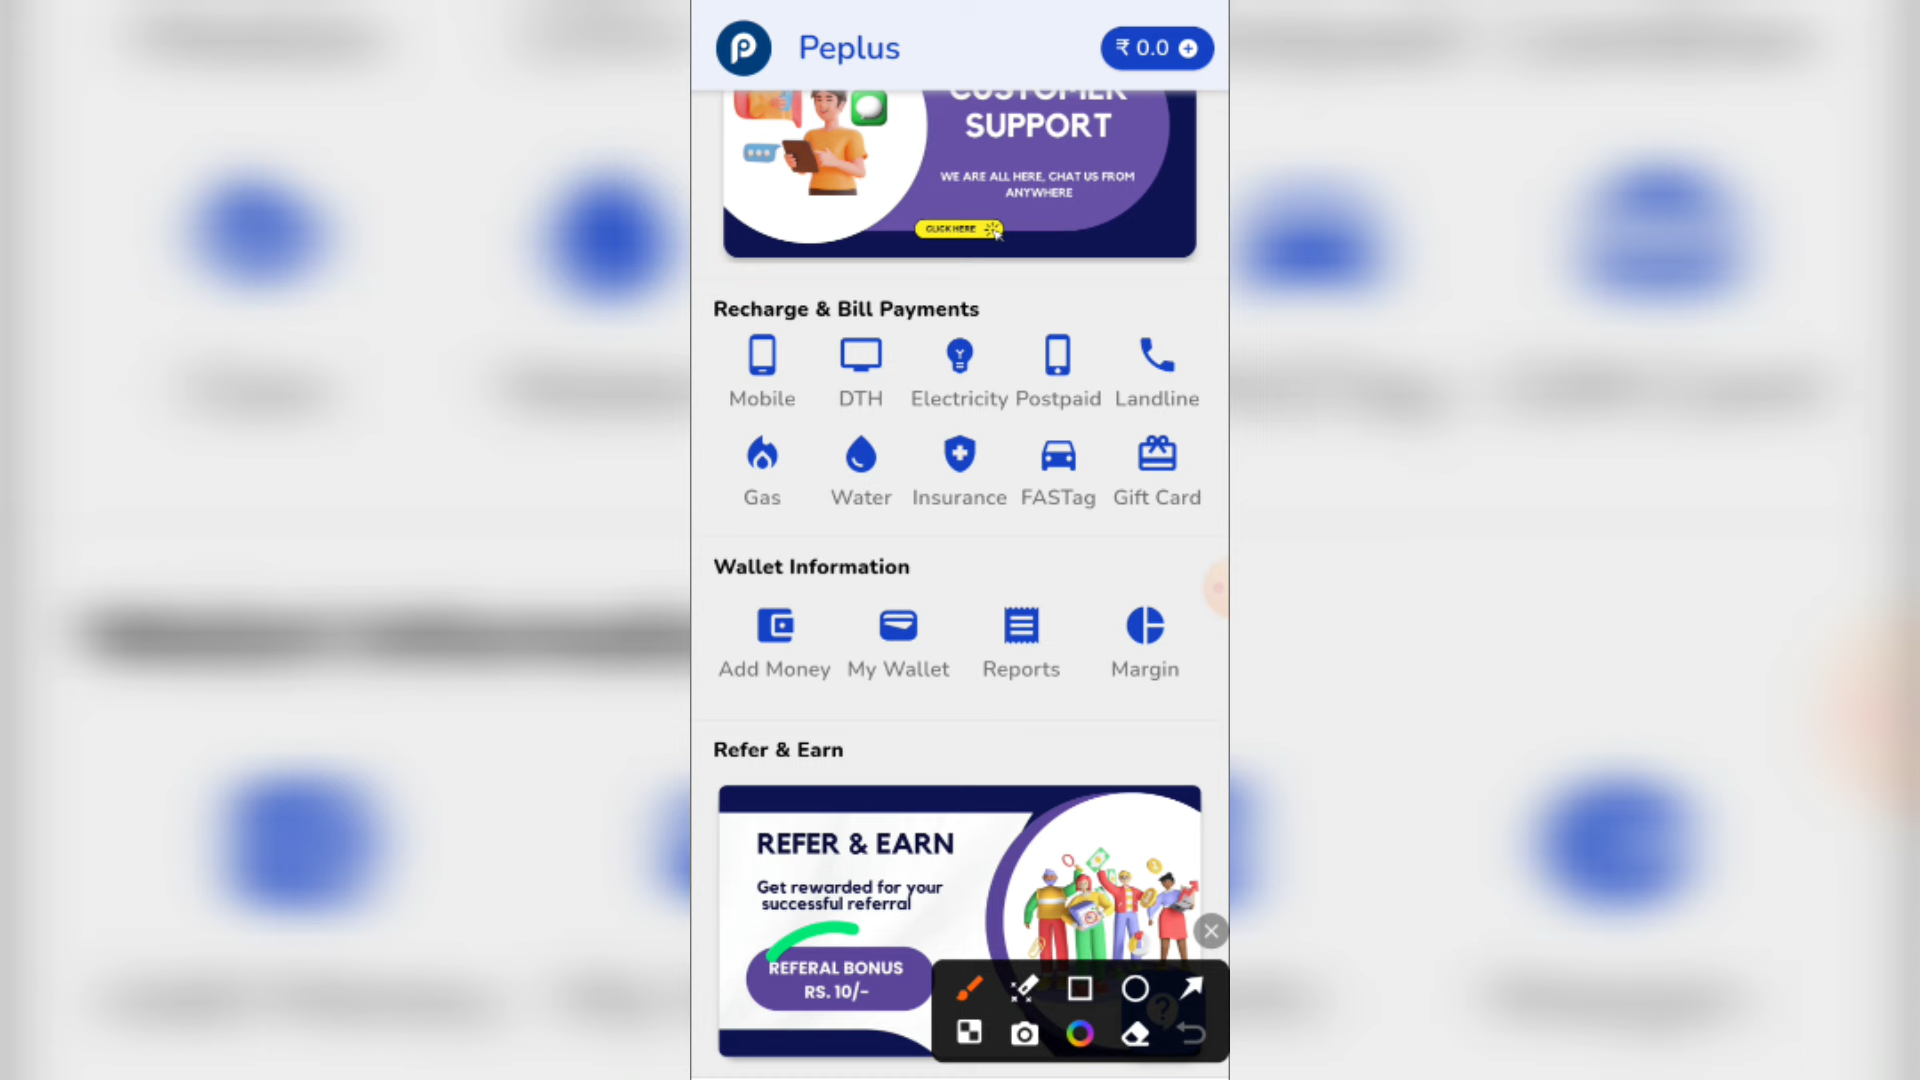 Peplus
₹ 0.0
CUSTOMER
SUPPORT
WE ARE ALL HERE, CHAT US FROM
ANYWHERE
CLICK HERE
Recharge & Bill Payments
Mobile
DTH
Electricity
Postpaid
Landline
Gas
Water
Insurance
FASTag
Gift Card
Wallet Information
Add Money
My Wallet
Reports
Margin
Refer & Earn
REFER & EARN
Get rewarded for your
successful referral
REFERAL BONUS
RS. 10/-